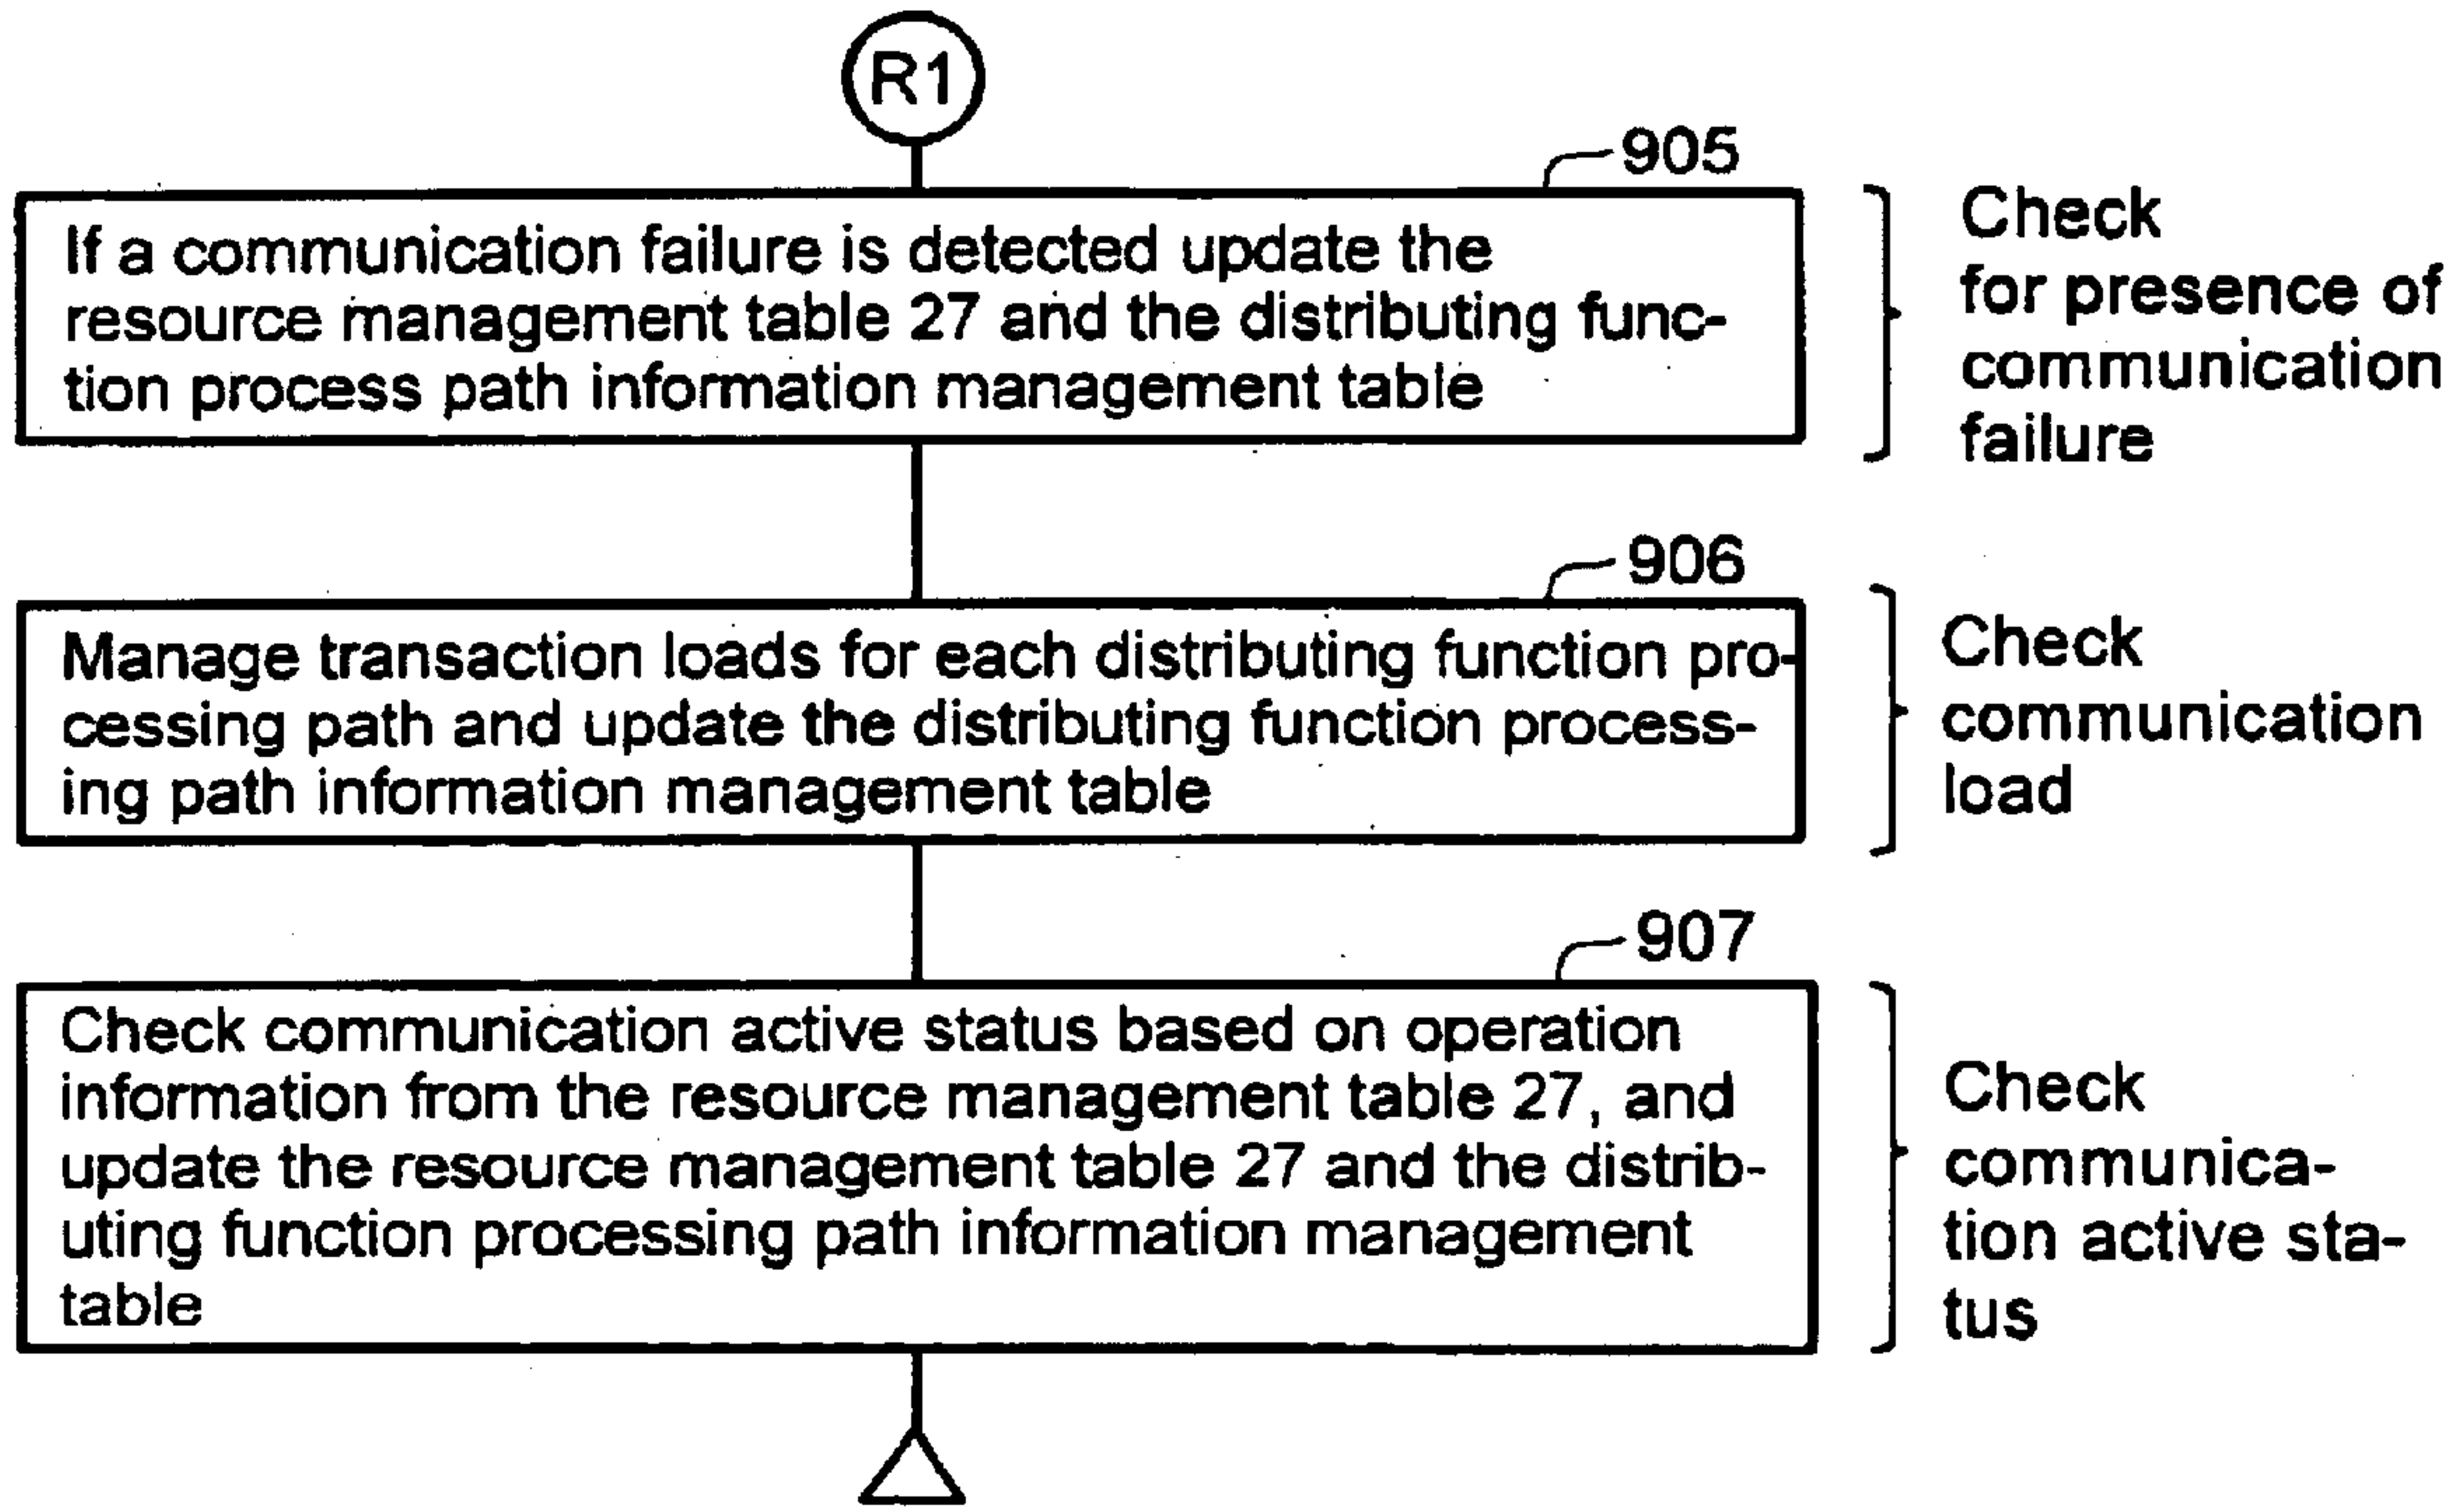 R1
905
If a communication failure is detected update the
resource management table 27 and the distributing func-
tion process path information management table
Check
for presence of
communication
failure
906
Manage transaction loads for each distributing function pro-
cessing path and update the distributing function process-
ing path information management table
Check
communication
load
907
Check communication active status based on operation
information from the resource management table 27, and
update the resource management table 27 and the distrib-
uting function processing path information management
table
Check
communica-
tion active sta-
tus